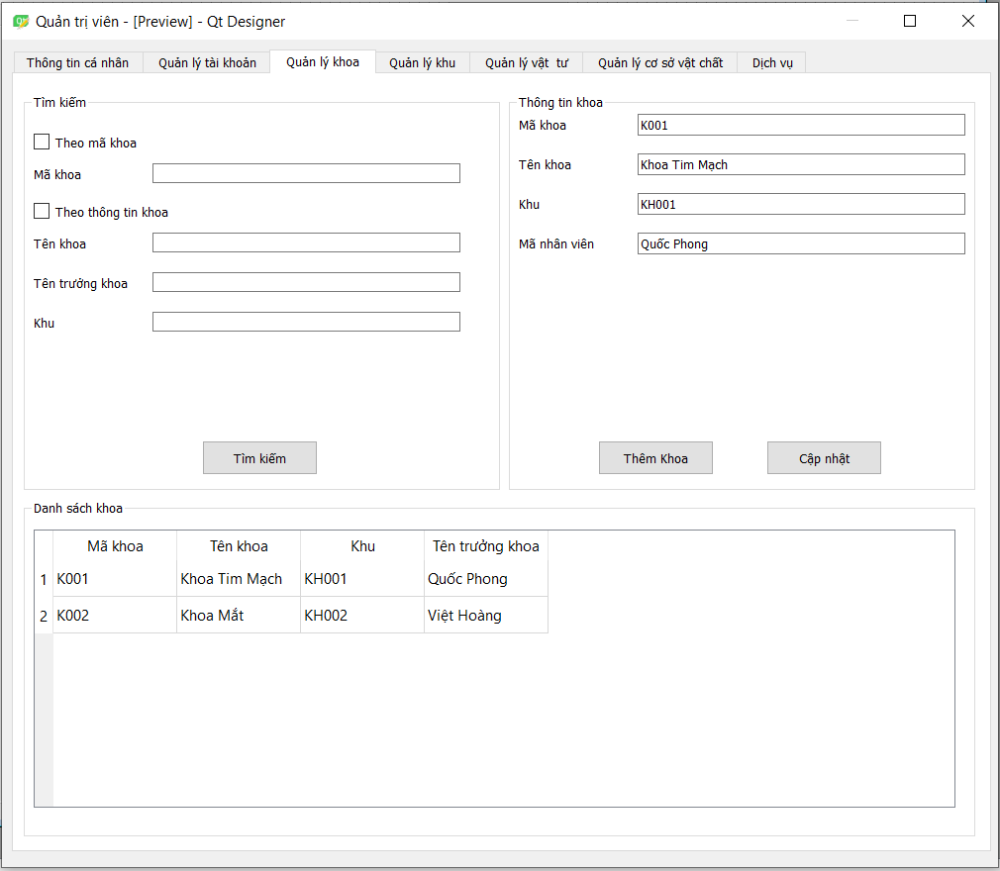 Quản trị viên - [Preview] - Qt Designer
Thông tin cá nhân Quản lý tài khoản Quản lý khoa Quản lý khu Quản lý vật tư Quản lý cơ sở vật chất Dịch vụ
Tìm kiếm
Theo mã khoa
Mã khoa
Theo thông tin khoa
Tên khoa
Tên trưởng khoa
Khu
Tìm kiếm
Thông tin khoa
Mã khoa K001
Tên khoa Khoa Tim Mạch
Khu KH001
Mã nhân viên Quốc Phong
Thêm Khoa Cập nhật
Danh sách khoa
Mã khoa Tên khoa Khu Tên trưởng khoa
1 K001 Khoa Tim Mạch KH001 Quốc Phong
2 K002 Khoa Mắt KH002 Việt Hoàng